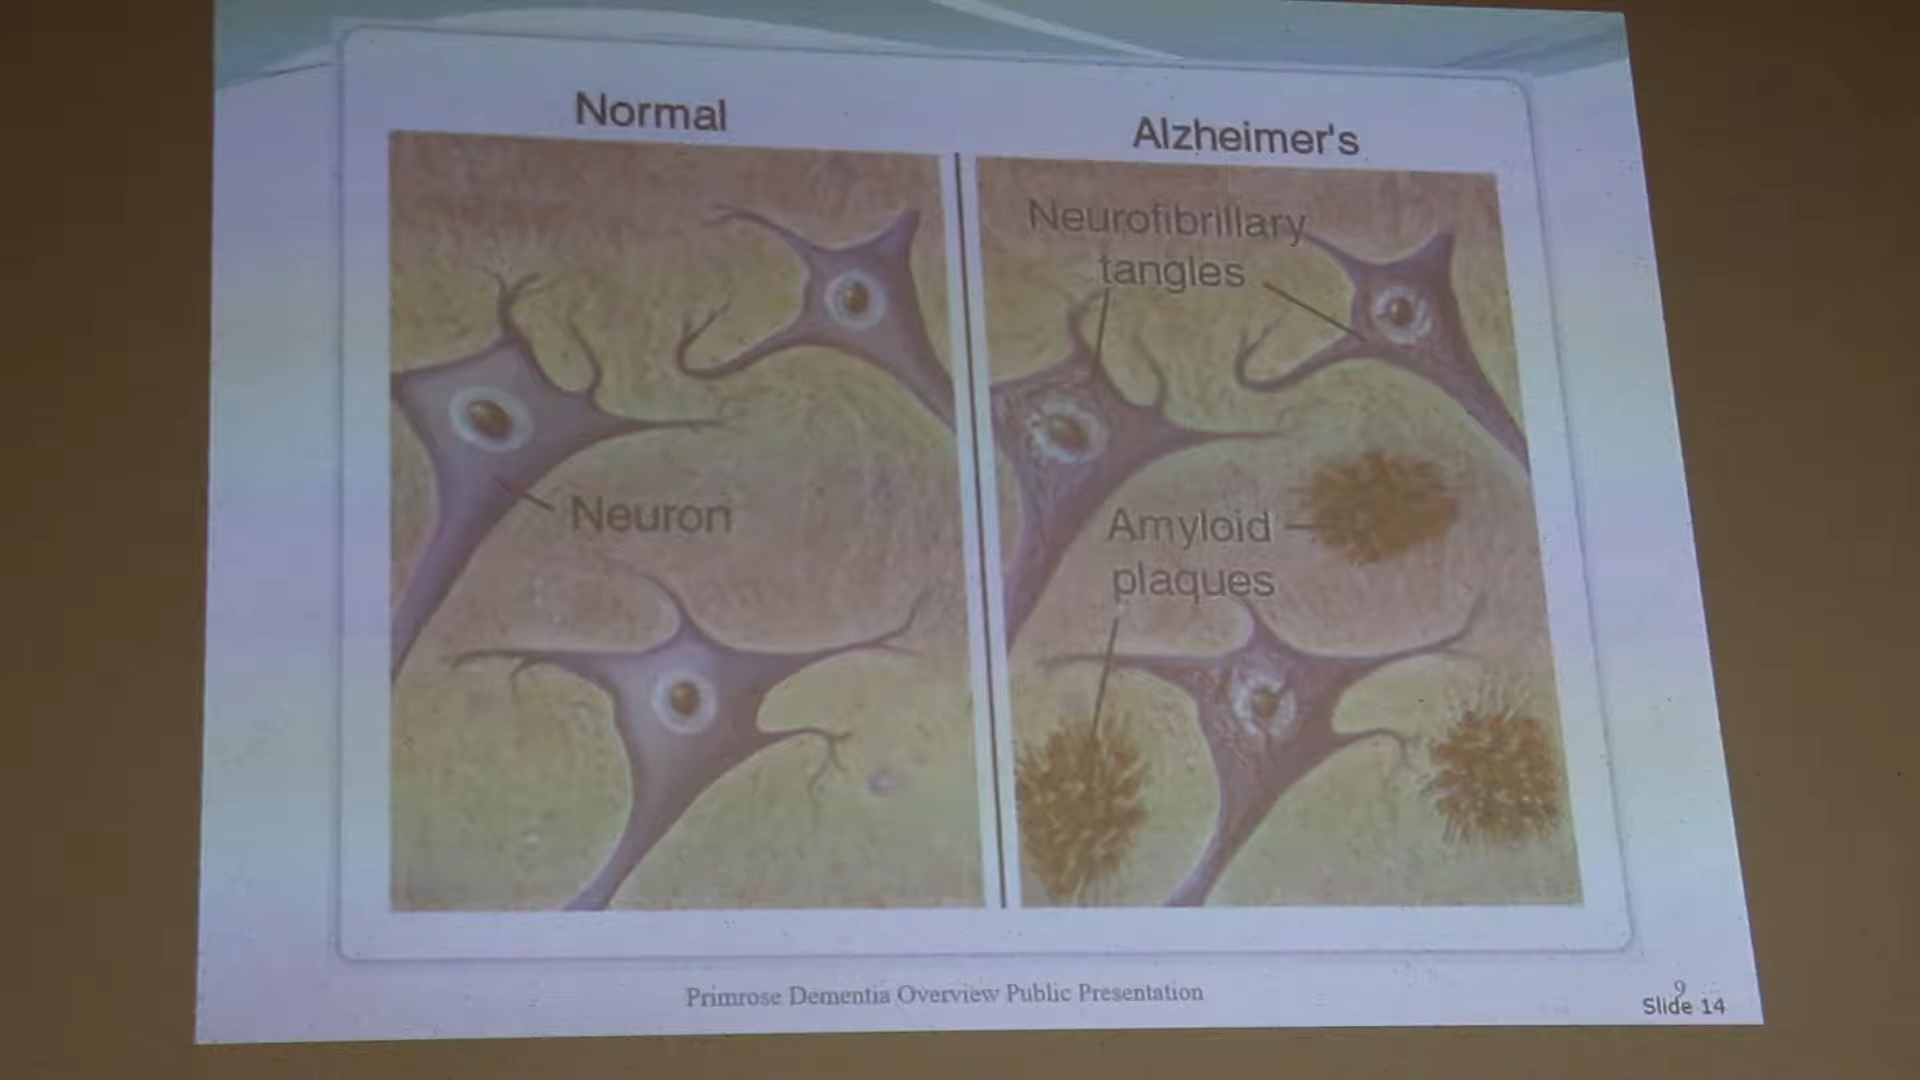 Normal
Alzheimer's
Neurofibrillary
tangles
Neuron
Amyloid
plaques
Primrose Dementia Overview Public Presentation
9
Slide 14